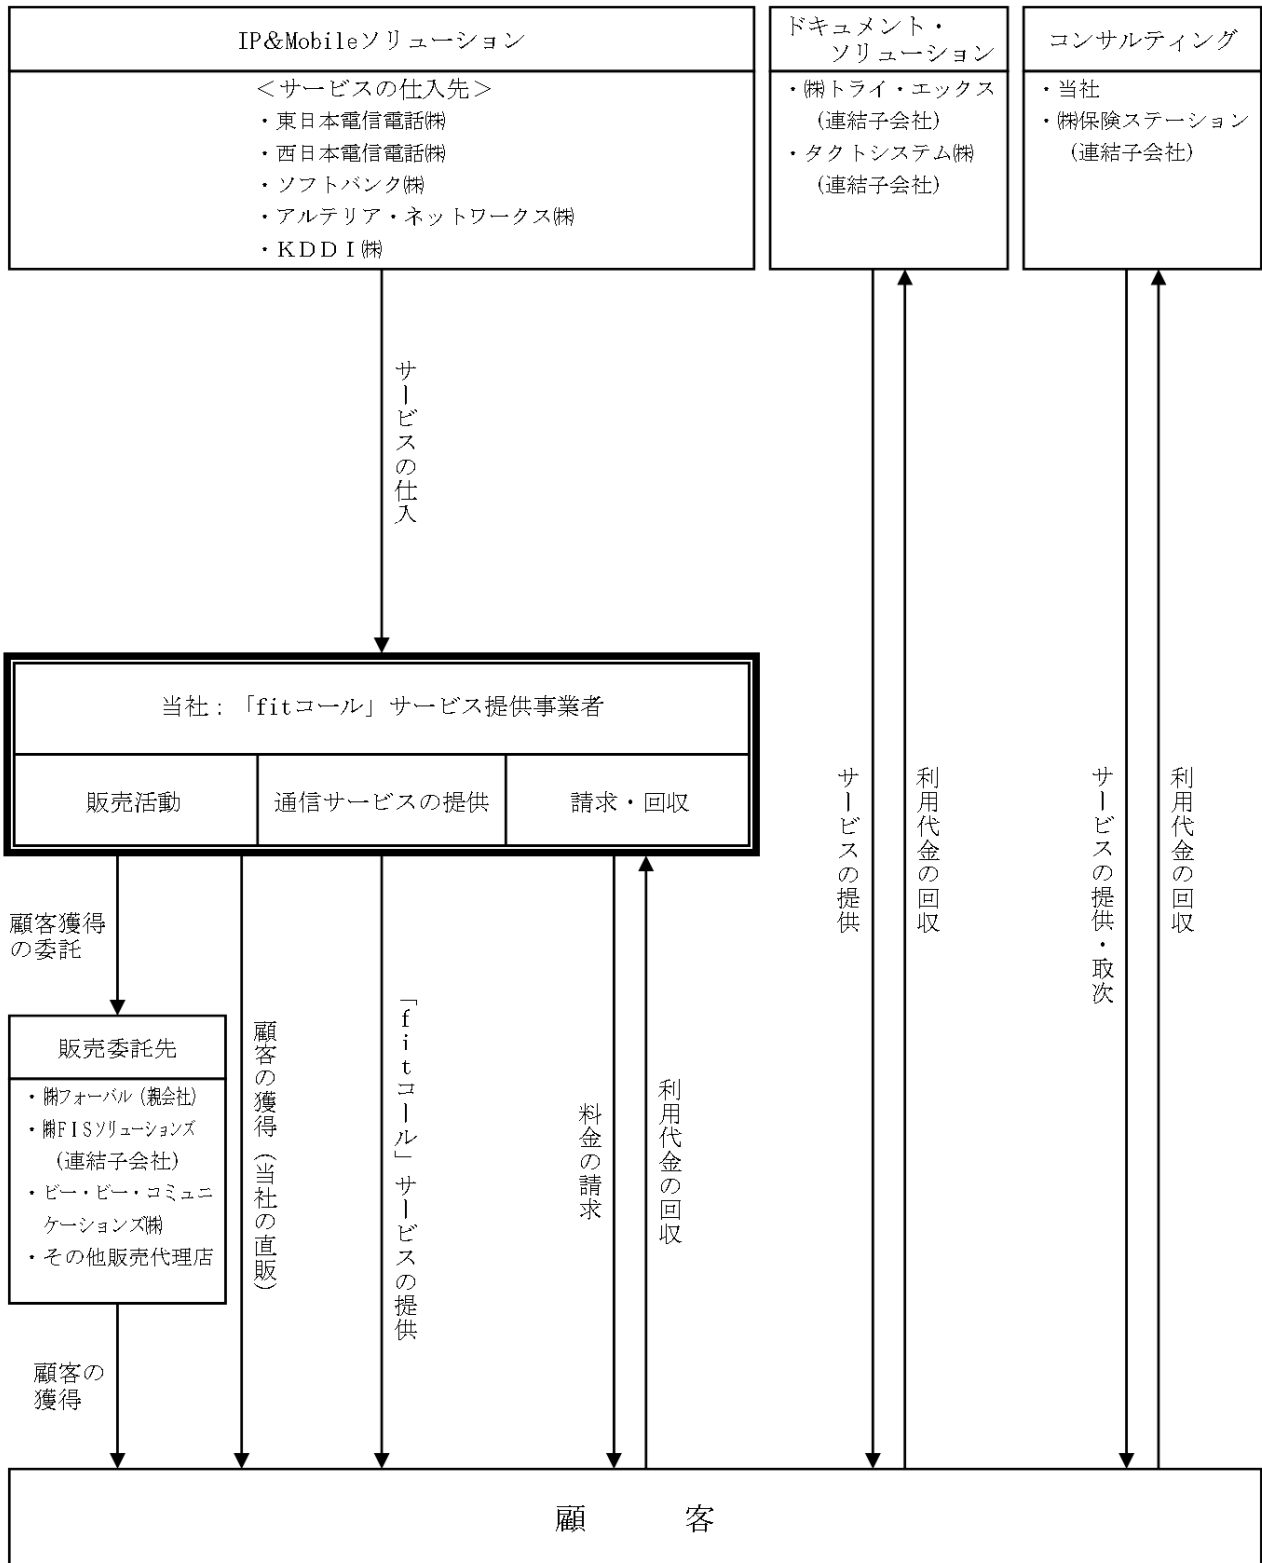 IP&Mobileソリューション
<サービスの仕入先>
・東日本電信電話㈱
・西日本電信電話㈱
・ソフトバンク㈱
・アルテリア・ネットワークス㈱
・KDDI㈱
ドキュメント・
ソリューション
・㈱トライ・エックス
(連結子会社)
・タクトシステム㈱
(連結子会社)
コンサルティング
・当社
・㈱保険ステーション
(連結子会社)
サービスの仕入
当社:「fitコール」サービス提供事業者
販売活動
通信サービスの提供
請求・回収
顧客獲得
の委託
販売委託先
・㈱フォーバル(親会社)
・㈱FISソリューションズ
(連結子会社)
・ビー・ビー・コミュニ
ケーションズ㈱
・その他販売代理店
顧客の
獲得
顧客の獲得(当社の直販)
「fitコール」サービスの提供
料金の請求
利用代金の回収
サービスの提供
利用代金の回収
サービスの提供・取次
利用代金の回収
顧客